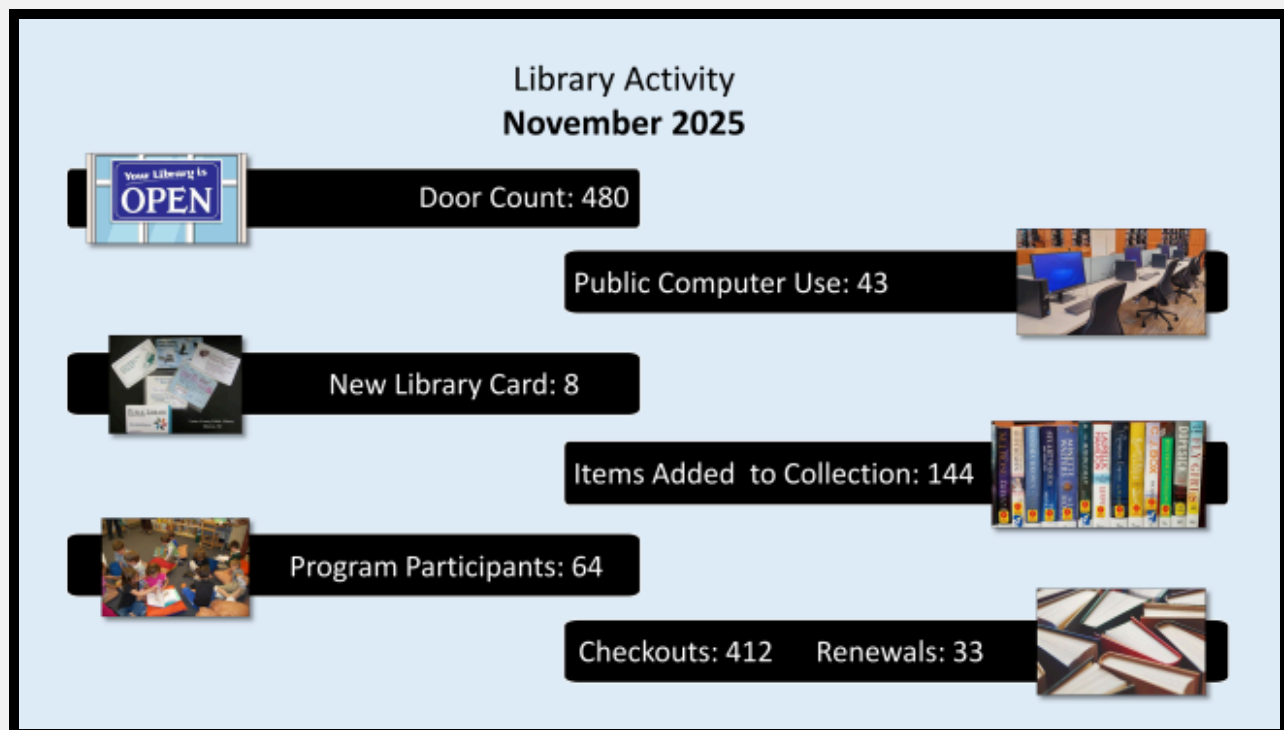 Library Activity
November 2025
Your Library is
OPEN
Door Count: 480
Public Computer Use: 43
New Library Card: 8
Items Added  to Collection: 144
Program Participants: 64
Checkouts: 412 Renewals: 33